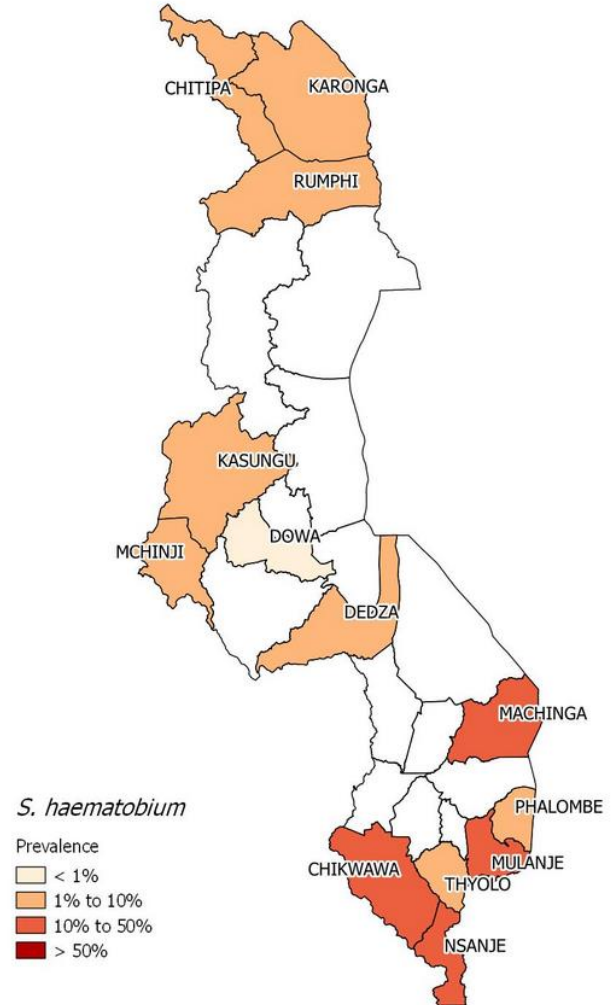 CHITIPA
KARONGA
RUMPHI
KASUNGU
DOWA
MCHINJI
DEDZA
MACHINGA
PHALOMBE
MULANJE
CHIKWAWA
THYOLO
NSANJE
S. haematobium
Prevalence
< 1%
1% to 10%
10% to 50%
> 50%